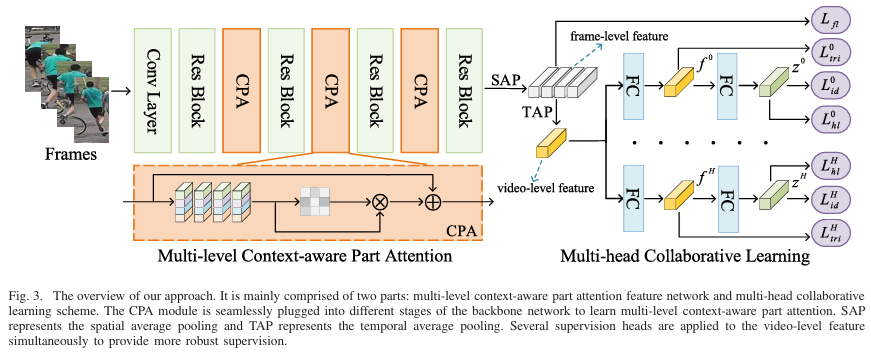 Frames
Conv Layer
Res Block
CPA
Res Block
CPA
Res Block
CPA
Res Block
SAP
TAP
frame-level feature
video-level feature
FC
f^0
FC
z^0
L_{fl}
L_{tri}^0
L_{id}^0
L_{hl}^0
. . . . . .
FC
f^H
FC
z^H
L_{hl}^H
L_{id}^H
L_{tri}^H
CPA
Multi-level Context-aware Part Attention
Multi-head Collaborative Learning
Fig. 3. The overview of our approach. It is mainly comprised of two parts: multi-level context-aware part attention feature network and multi-head collaborative
learning scheme. The CPA module is seamlessly plugged into different stages of the backbone network to learn multi-level context-aware part attention. SAP
represents the spatial average pooling and TAP represents the temporal average pooling. Several supervision heads are applied to the video-level feature
simultaneously to provide more robust supervision.